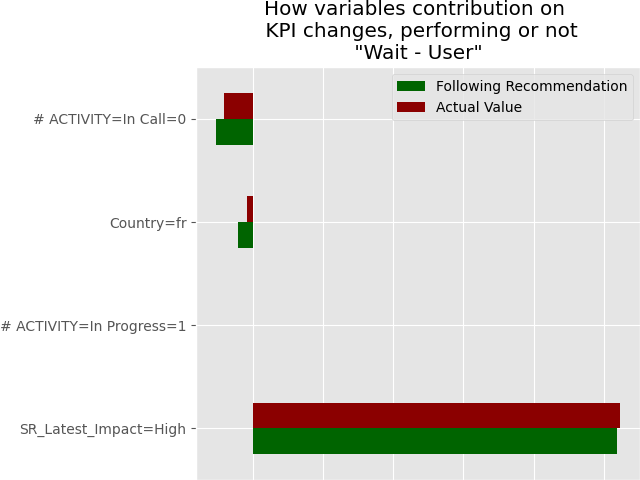 How variables contribution on
KPI changes, performing or not
"Wait - User"
Following Recommendation
Actual Value
# ACTIVITY=In Call=0
Country=fr
# ACTIVITY=In Progress=1
SR_Latest_Impact=High